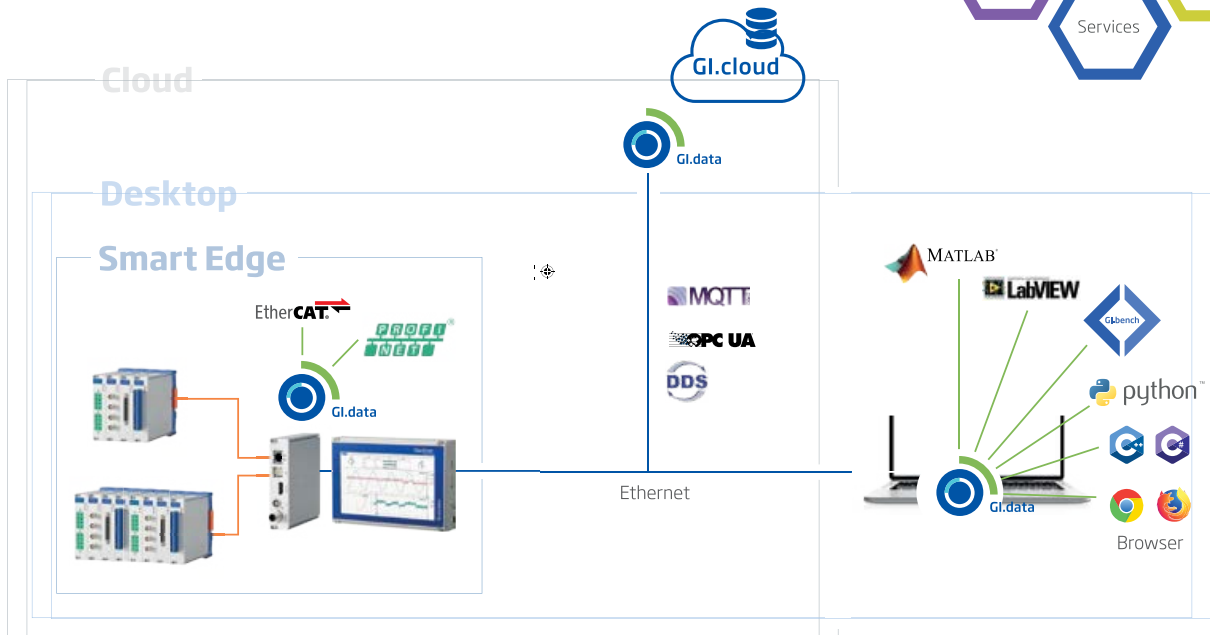 Services
GI.cloud
Cloud
GI.data
Desktop
Smart Edge
MATLAB®
LabVIEW
GI.bench
EtherCAT®
PROFI
NET®
MQTT
OPC UA
DDS
python™
GI.data
C++
C#
Ethernet
GI.data
Browser